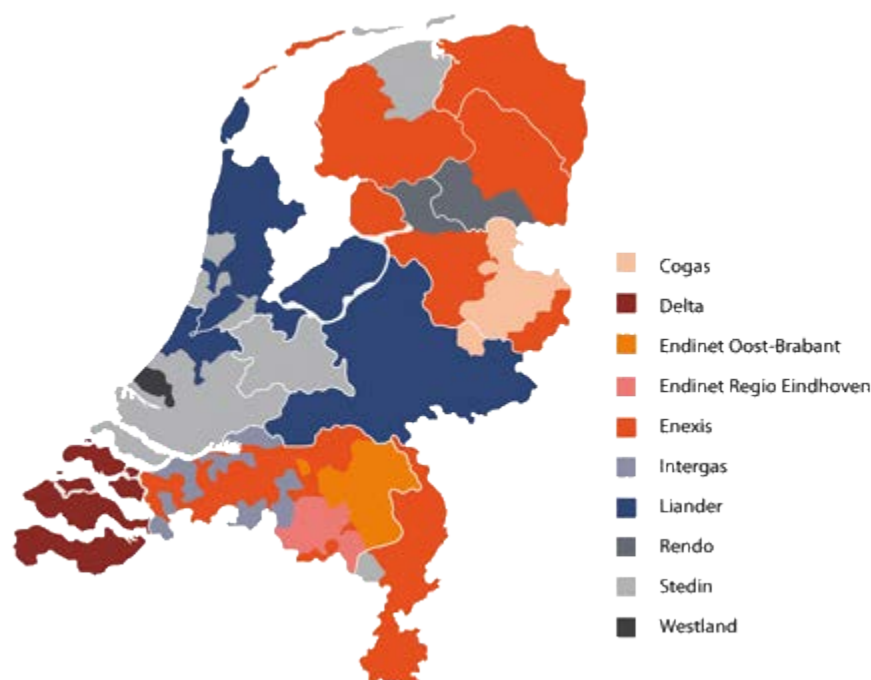 Cogas
Delta
Endinet Oost-Brabant
Endinet Regio Eindhoven
Enexis
Intergas
Liander
Rendo
Stedin
Westland